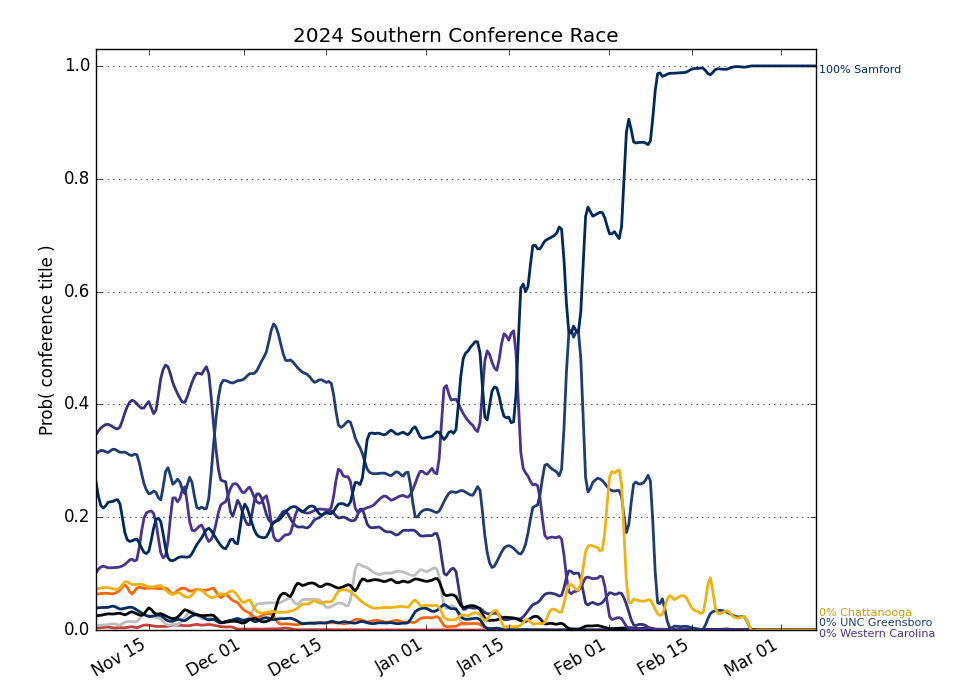 2024 Southern Conference Race
Prob( conference title )
1.0
0.8
0.6
0.4
0.2
0.0
100% Samford
0% Chattanooga
0% UNC Greensboro
0% Western Carolina
Nov 15
Dec 01
Dec 15
Jan 01
Jan 15
Feb 01
Feb 15
Mar 01